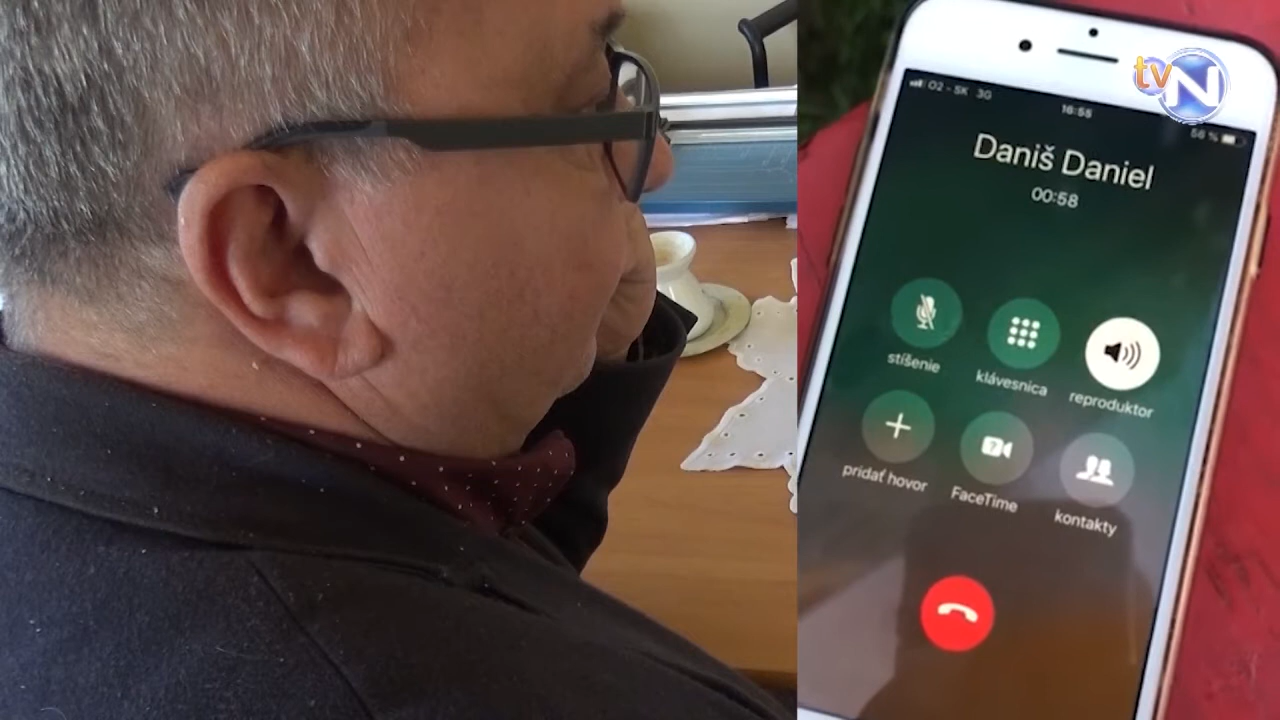 tvN
O2 - SK 3G
16:55
56 %
Daniš Daniel
00:58
stíšenie
klávesnica
reproduktor
pridať hovor
FaceTime
kontakty